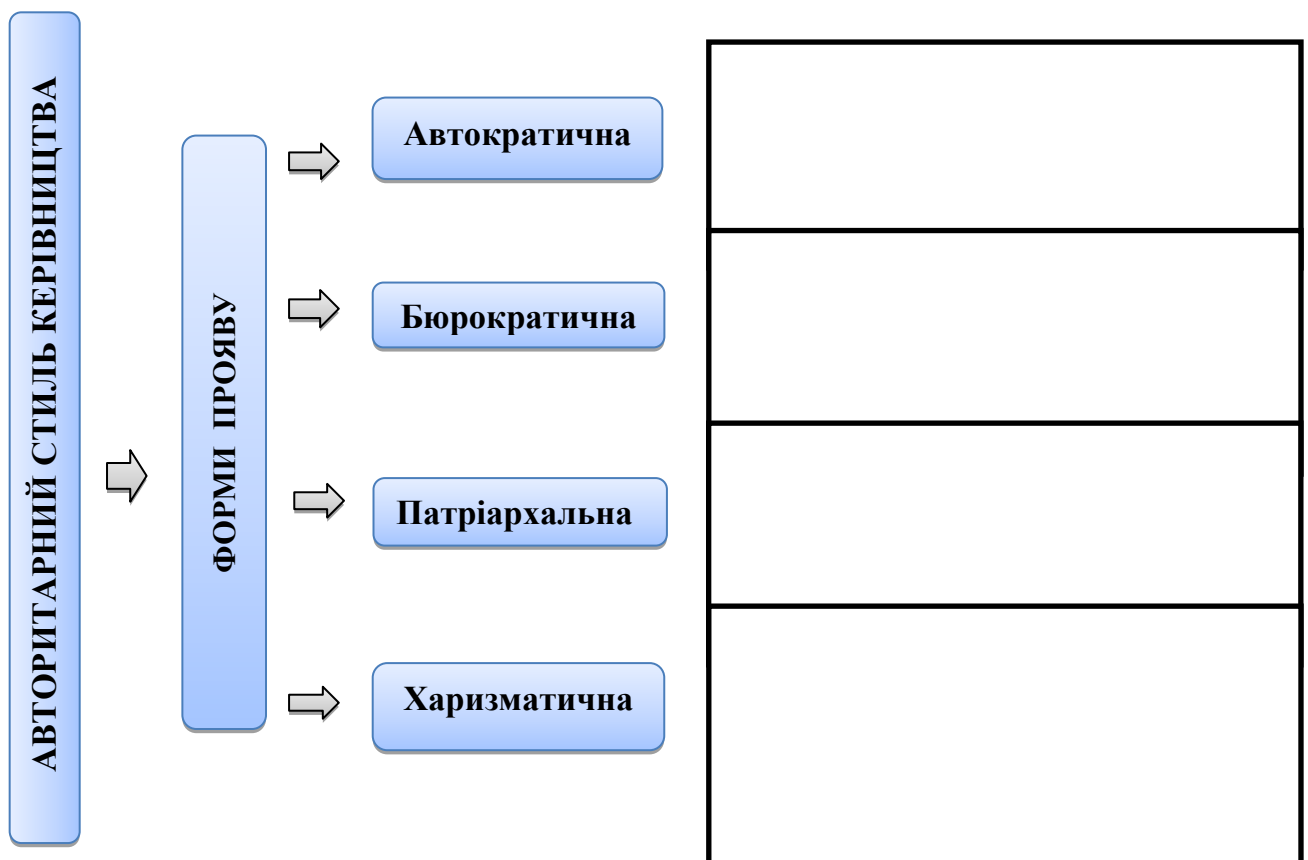 АВТОРИТАРНИЙ СТИЛЬ КЕРІВНИЦТВА
ФОРМИ ПРОЯВУ
Автократична
Бюрократична
Патріархальна
Харизматична